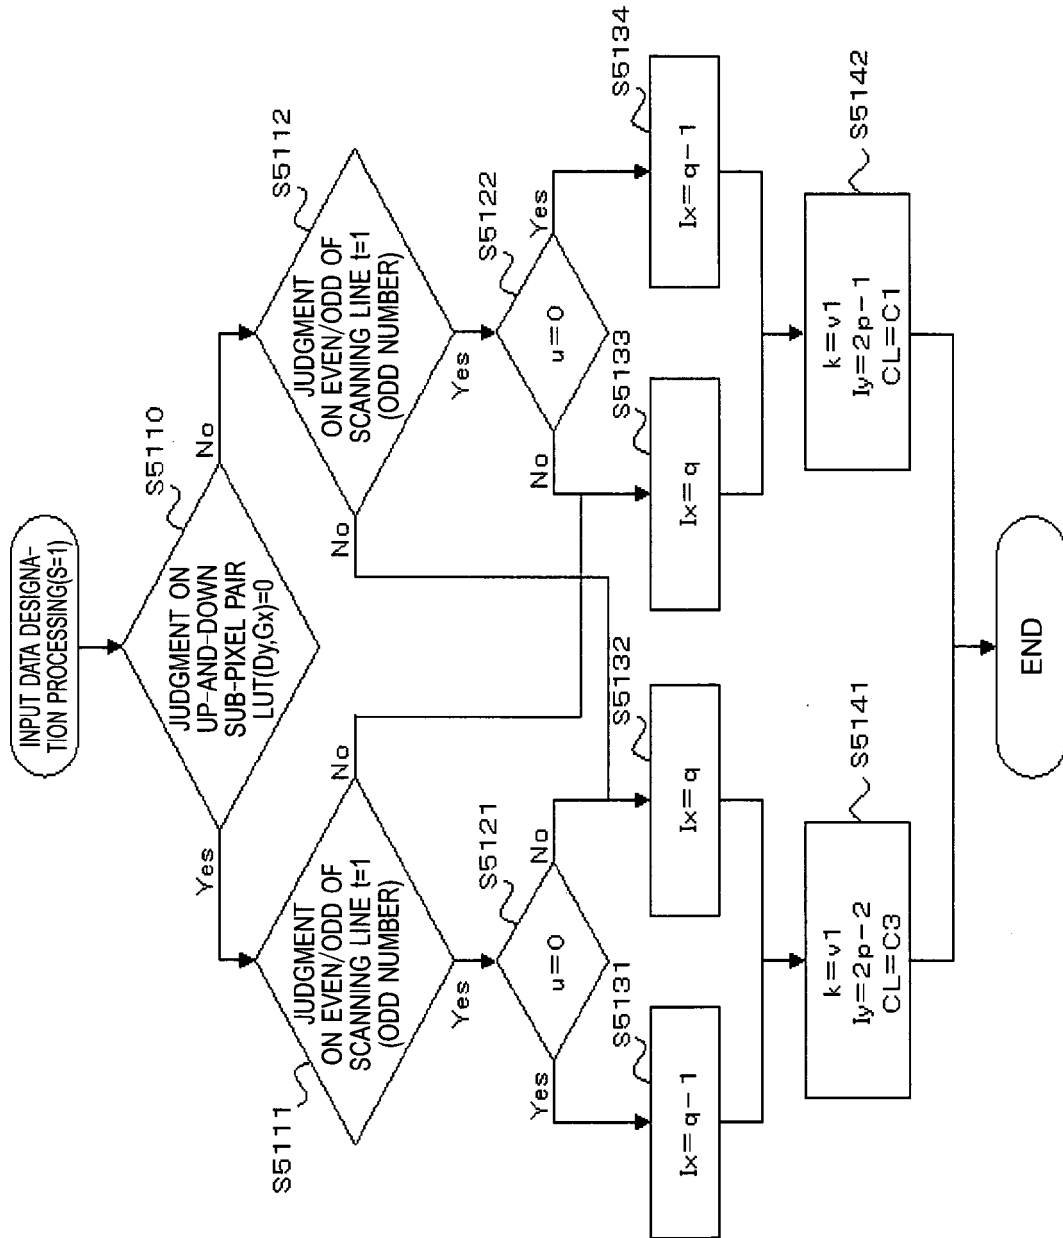 INPUT DATA DESIGNA-
TION PROCESSING(S=1)
S5110
JUDGMENT ON
UP-AND-DOWN
SUB-PIXEL PAIR
LUT(Dy,Gx)=0
Yes
No
S5111
JUDGMENT
ON EVEN/ODD OF
SCANNING LINE t=1
(ODD NUMBER)
No
Yes
S5112
JUDGMENT
ON EVEN/ODD OF
SCANNING LINE t=1
(ODD NUMBER)
No
Yes
S5121
u=0
Yes
No
S5122
u=0
No
Yes
S5131
Ix=q-1
S5132
Ix=q
S5133
Ix=q
S5134
Ix=q-1
S5141
k=v1
Iy=2p-2
CL=C3
S5142
k=v1
Iy=2p-1
CL=C1
END